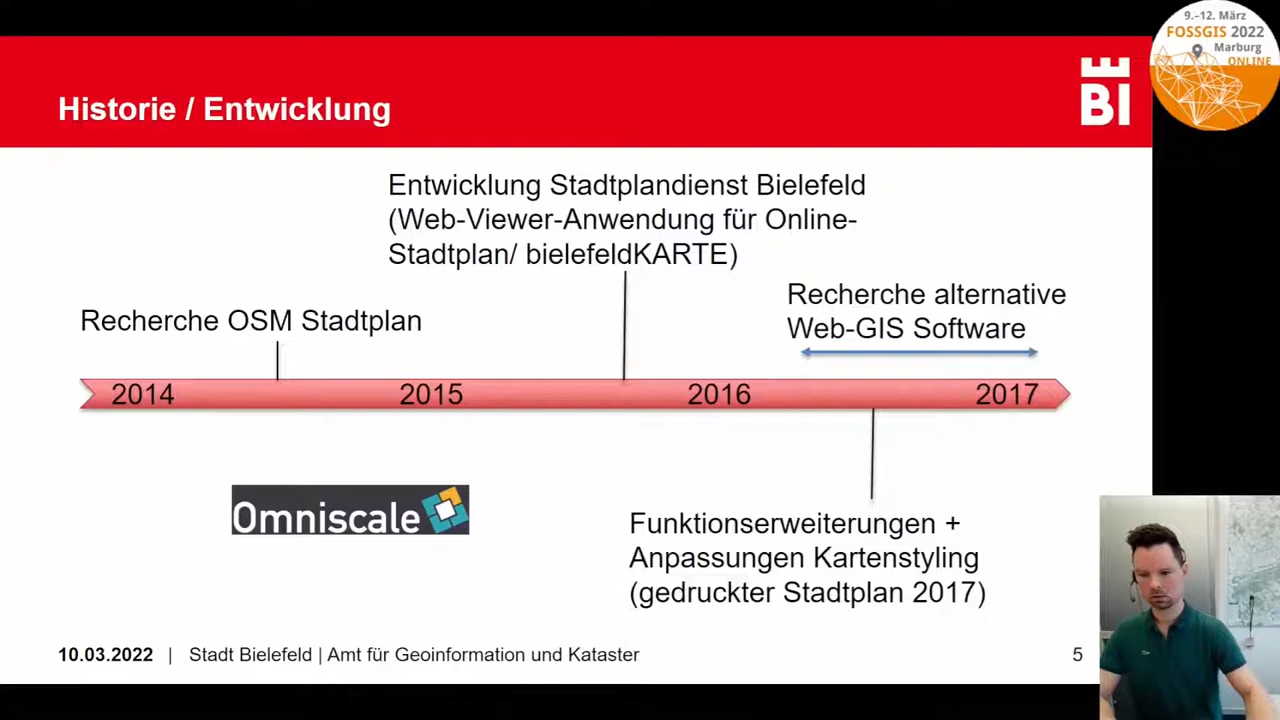 9.–12. März
FOSSGIS 2022
Marburg
ONLINE
Historie / Entwicklung
BI
Entwicklung Stadtplandienst Bielefeld
(Web-Viewer-Anwendung für Online-
Stadtplan/ bielefeldKARTE)
Recherche alternative
Web-GIS Software
Recherche OSM Stadtplan
2014 2015 2016 2017
Omniscale
Funktionserweiterungen +
Anpassungen Kartenstyling
(gedruckter Stadtplan 2017)
10.03.2022 | Stadt Bielefeld | Amt für Geoinformation und Kataster 5